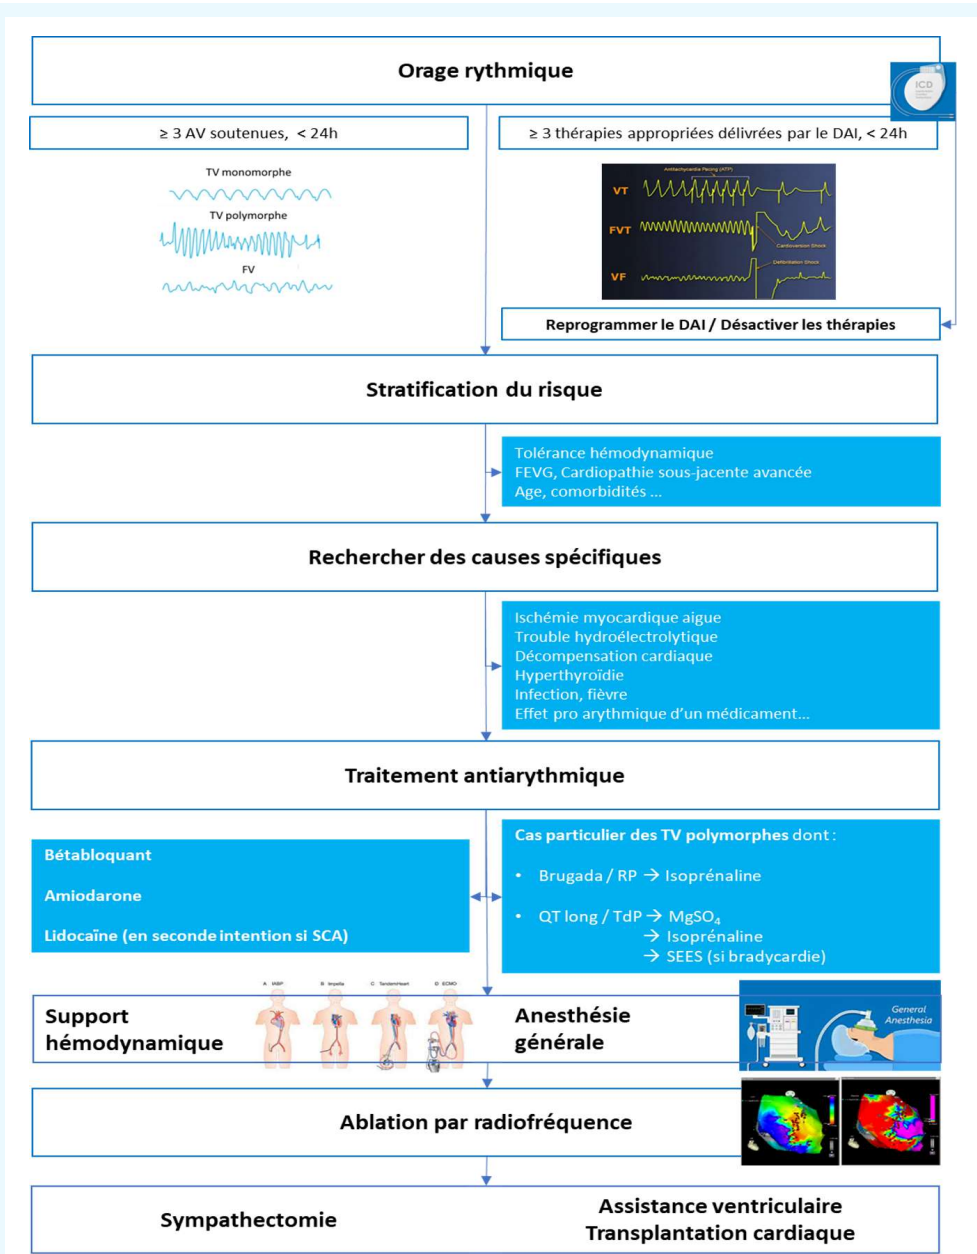 Orage rythmique
ICD
≥ 3 AV soutenues, < 24h
≥ 3 thérapies appropriées délivrées par le DAI, < 24h
TV monomorphe
TV polymorphe
FV
Antitachycardia Pacing (ATP)
VT
FVT
Cardioversion Shock
Defibrillation Shock
VF
Reprogrammer le DAI / Désactiver les thérapies
Stratification du risque
Tolérance hémodynamique
FEVG, Cardiopathie sous-jacente avancée
Age, comorbidités ...
Rechercher des causes spécifiques
Ischémie myocardique aigue
Trouble hydroélectrolytique
Décompensation cardiaque
Hyperthyroïdie
Infection, fièvre
Effet pro arythmique d'un médicament...
Traitement antiarythmique
Bétabloquant
Amiodarone
Lidocaïne (en seconde intention si SCA)
Cas particulier des TV polymorphes dont :
• Brugada / RP → Isoprénaline
• QT long / TdP → MgSO₄
→ Isoprénaline
→ SEES (si bradycardie)
Support
hémodynamique
A IABP B Impella C TandemHeart D ECMO
Anesthésie
générale
General
Anesthesia
Ablation par radiofréquence
Sympathectomie
Assistance ventriculaire
Transplantation cardiaque